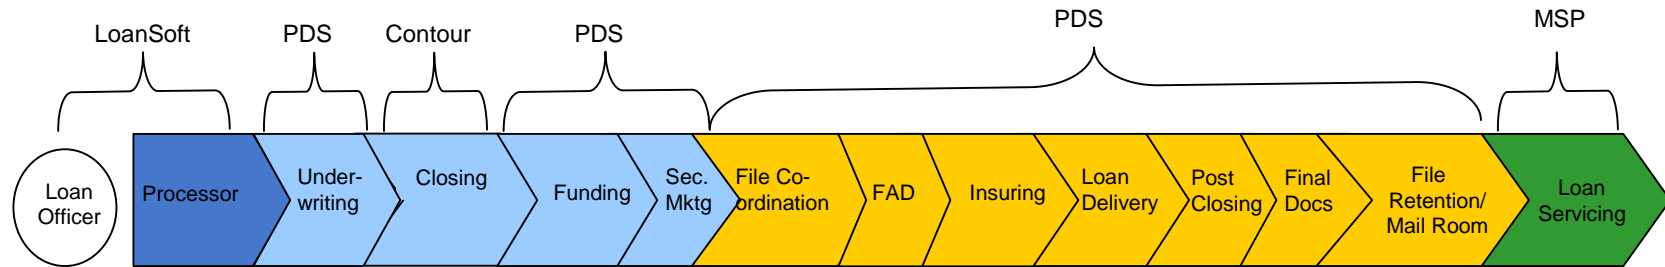 LoanSoft
PDS
Contour
PDS
PDS
MSP
Loan
Officer
Processor
Under-
writing
Closing
Funding
Sec.
Mktg
File Co-
ordination
FAD
Insuring
Loan
Delivery
Post
Closing
Final
Docs
File
Retention/
Mail Room
Loan
Servicing